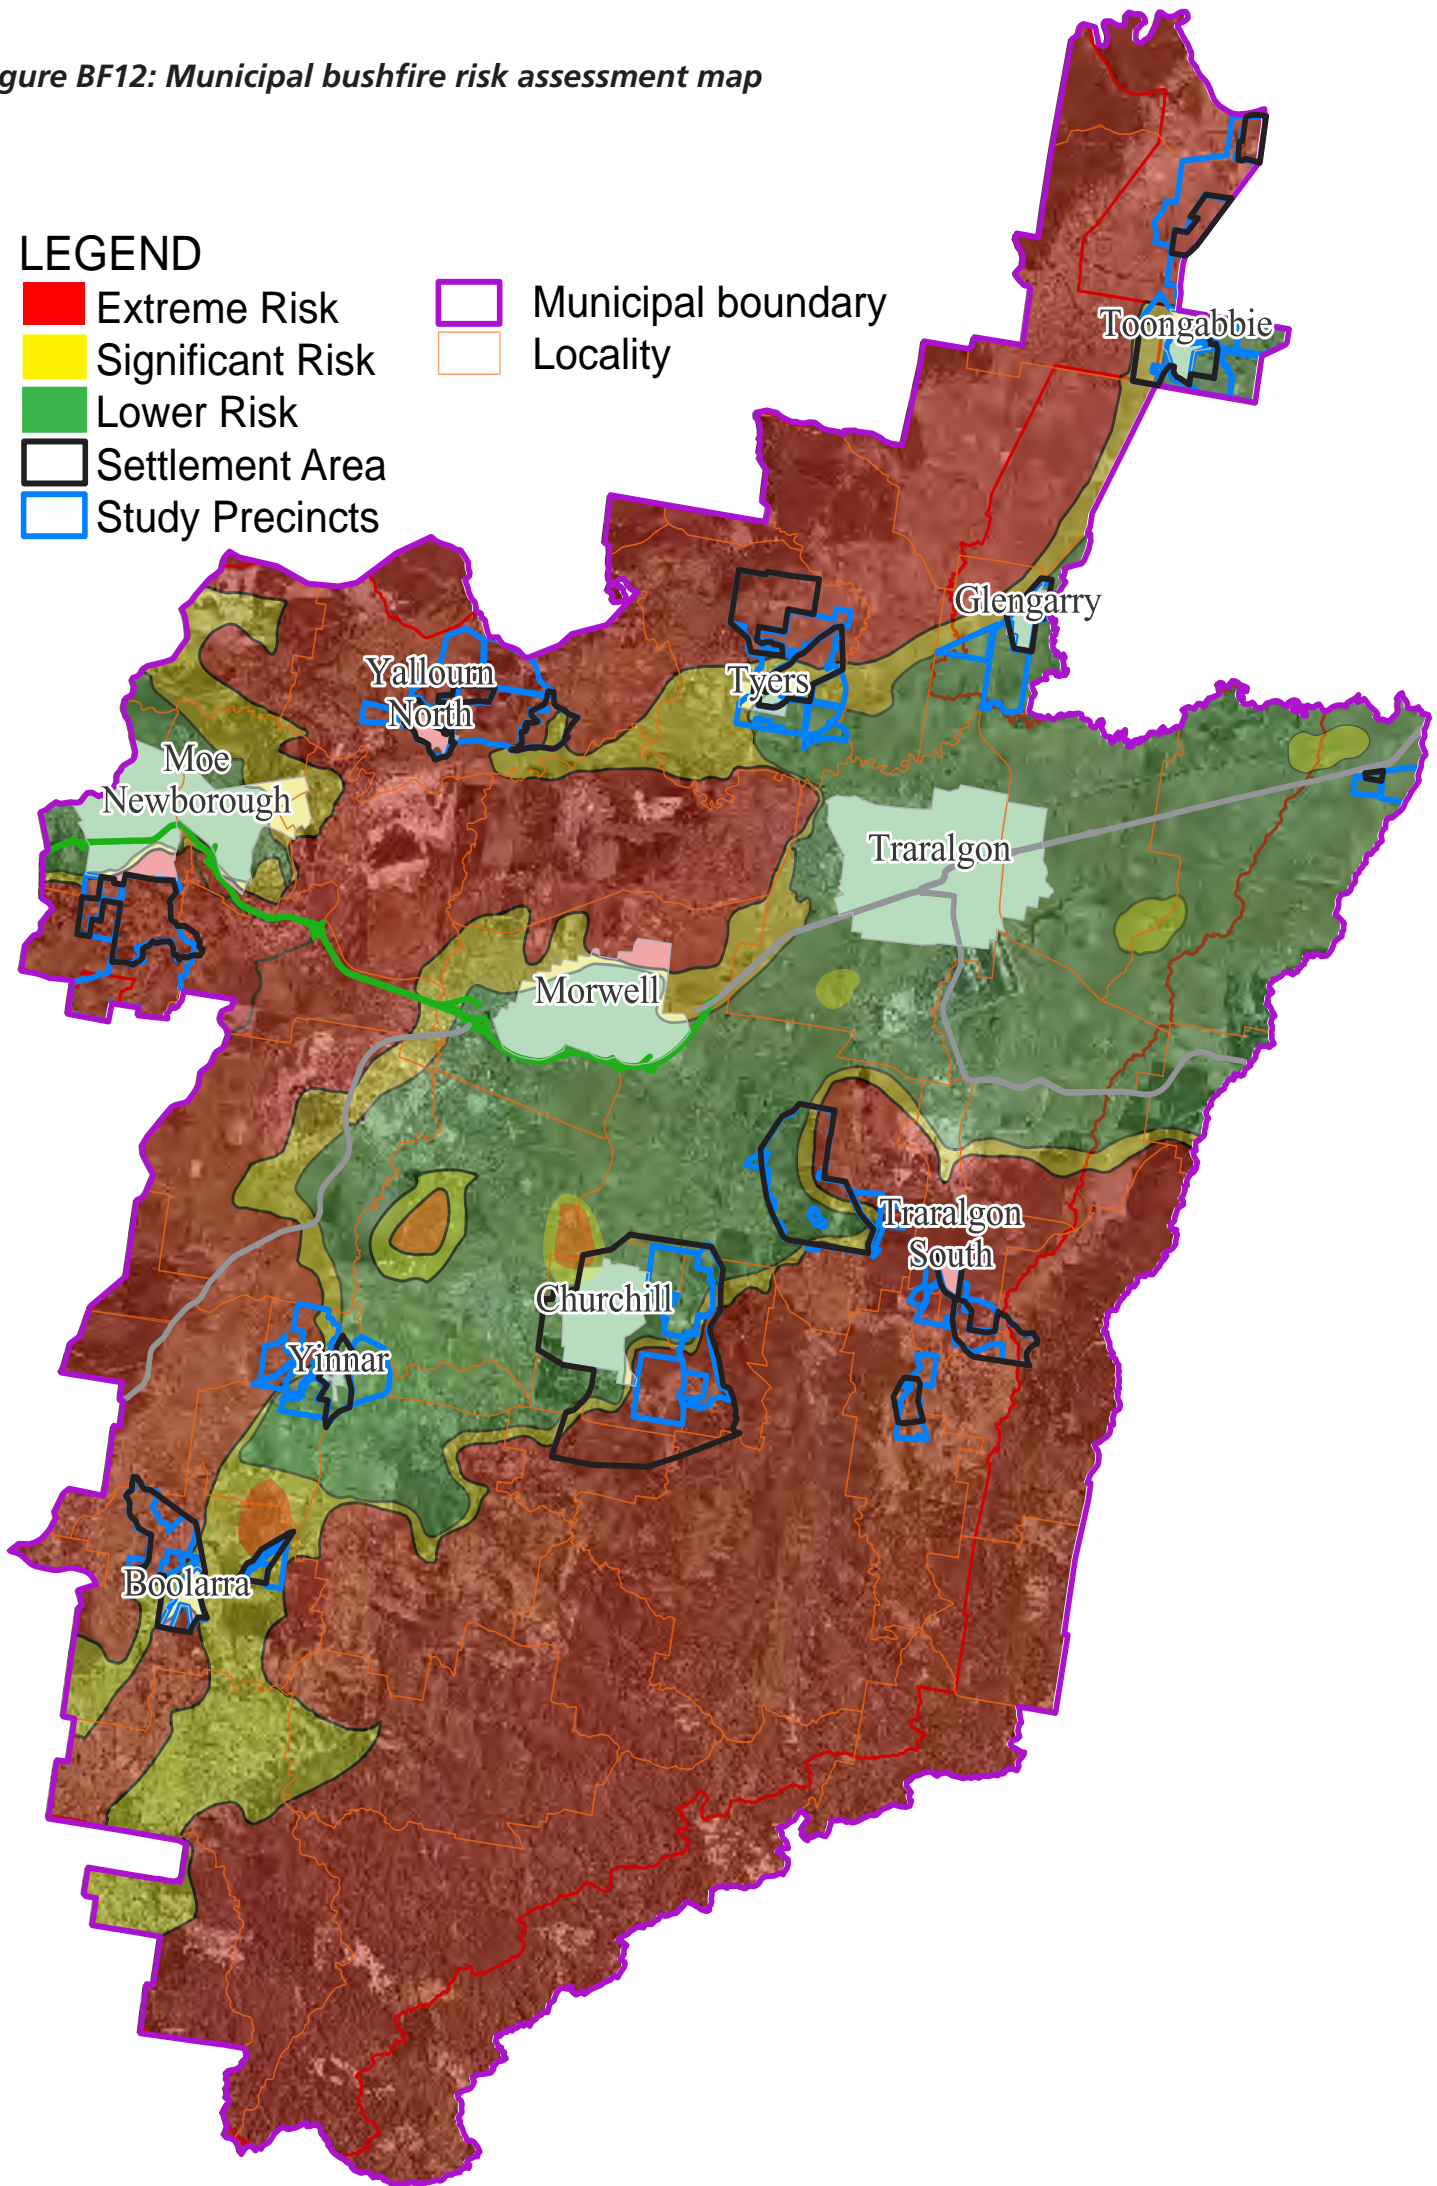 gure BF12: Municipal bushfire risk assessment map
LEGEND
Extreme Risk
Significant Risk
Lower Risk
Settlement Area
Study Precincts
Municipal boundary
Locality
Toongabbie
Glengarry
Yallourn
North
Tyers
Moe
Newborough
Traralgon
Morwell
Traralgon
South
Churchill
Yinnar
Boolarra